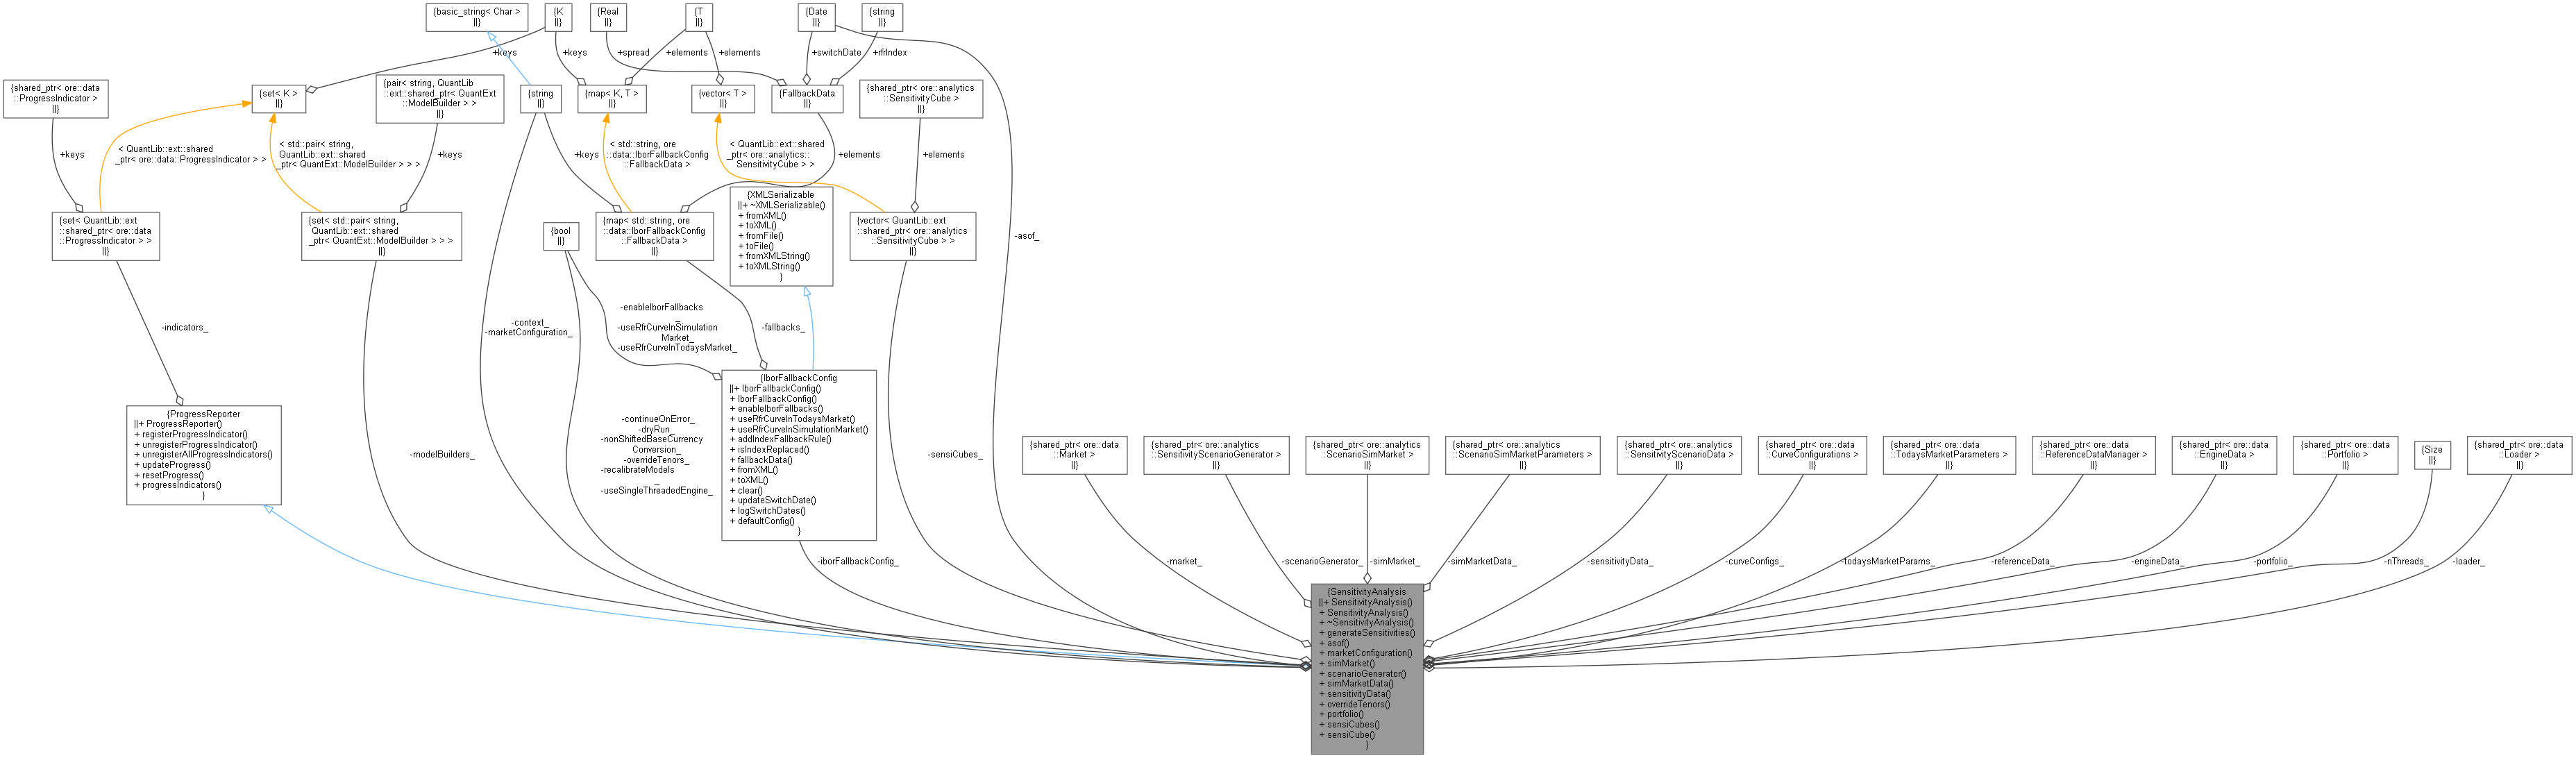 {basic_string< Char >
||}
{K
||}
{Real
||}
{T
||}
{Date
||}
{string
||}
+keys
+keys
+spread
+elements
+elements
+switchDate
+rfrIndex
{shared_ptr< ore::data
::ProgressIndicator >
||}
{set< K >
||}
{pair< string, QuantLib
::ext::shared_ptr< QuantExt
::ModelBuilder > >
||}
{string
||}
{map< K, T >
||}
{vector< T >
||}
{FallbackData
||}
{shared_ptr< ore::analytics
::SensitivityCube >
||}
+keys
< QuantLib::ext::shared
_ptr< ore::data::ProgressIndicator > >
< std::pair< string,
QuantLib::ext::shared
_ptr< QuantExt::ModelBuilder > > >
+keys
+keys
< std::string, ore
::data::IborFallbackConfig
::FallbackData >
< QuantLib::ext::shared
_ptr< ore::analytics::
SensitivityCube > >
+elements
+elements
{set< QuantLib::ext
::shared_ptr< ore::data
::ProgressIndicator > >
||}
{set< std::pair< string,
QuantLib::ext::shared
_ptr< QuantExt::ModelBuilder > > >
||}
{bool
||}
{map< std::string, ore
::data::IborFallbackConfig
::FallbackData >
||}
{XMLSerializable
||+ ~XMLSerializable()
+ fromXML()
+ toXML()
+ fromFile()
+ toFile()
+ fromXMLString()
+ toXMLString()
}
{vector< QuantLib::ext
::shared_ptr< ore::analytics
::SensitivityCube > >
||}
-asof_
-indicators_
-context_
-marketConfiguration_
-enableIborFallbacks
_
-useRfrCurveInSimulation
Market_
-useRfrCurveInTodaysMarket_
-fallbacks_
{ProgressReporter
||+ ProgressReporter()
+ registerProgressIndicator()
+ unregisterProgressIndicator()
+ unregisterAllProgressIndicators()
+ updateProgress()
+ resetProgress()
+ progressIndicators()
}
-modelBuilders_
-continueOnError_
-dryRun_
-nonShiftedBaseCurrency
Conversion_
-overrideTenors_
-recalibrateModels
_
-useSingleThreadedEngine_
{IborFallbackConfig
||+ IborFallbackConfig()
+ IborFallbackConfig()
+ enableIborFallbacks()
+ useRfrCurveInTodaysMarket()
+ useRfrCurveInSimulationMarket()
+ addIndexFallbackRule()
+ isIndexReplaced()
+ fallbackData()
+ fromXML()
+ toXML()
+ clear()
+ updateSwitchDate()
+ logSwitchDates()
+ defaultConfig()
}
-sensiCubes_
{shared_ptr< ore::data
::Market >
||}
{shared_ptr< ore::analytics
::SensitivityScenarioGenerator >
||}
{shared_ptr< ore::analytics
::ScenarioSimMarket >
||}
{shared_ptr< ore::analytics
::ScenarioSimMarketParameters >
||}
{shared_ptr< ore::analytics
::SensitivityScenarioData >
||}
{shared_ptr< ore::data
::CurveConfigurations >
||}
{shared_ptr< ore::data
::TodaysMarketParameters >
||}
{shared_ptr< ore::data
::ReferenceDataManager >
||}
{shared_ptr< ore::data
::EngineData >
||}
{shared_ptr< ore::data
::Portfolio >
||}
{Size
||}
{shared_ptr< ore::data
::Loader >
||}
-iborFallbackConfig_
-market_
-scenarioGenerator_
-simMarket_
-simMarketData_
-sensitivityData_
-curveConfigs_
-todaysMarketParams_
-referenceData_
-engineData_
-portfolio_
-nThreads_
-loader_
{SensitivityAnalysis
||+ SensitivityAnalysis()
+ SensitivityAnalysis()
+ ~SensitivityAnalysis()
+ generateSensitivities()
+ asof()
+ marketConfiguration()
+ simMarket()
+ scenarioGenerator()
+ simMarketData()
+ sensitivityData()
+ overrideTenors()
+ portfolio()
+ sensiCubes()
+ sensiCube()
}